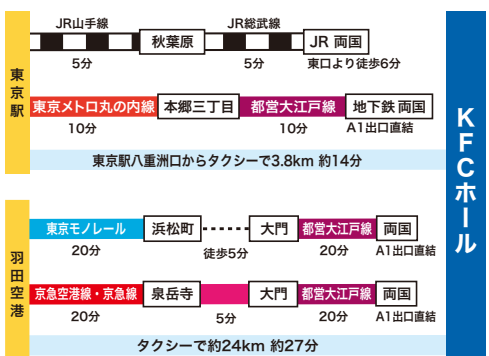 東京駅
JR山手線
秋葉原
JR総武線
JR 両国
5分
5分
東口より徒歩6分
東京メトロ丸の内線
本郷三丁目
都営大江戸線
地下鉄 両国
10分
10分
A1出口直結
東京駅八重洲口からタクシーで3.8km 約14分
羽田空港
東京モノレール
浜松町
大門
都営大江戸線
両国
20分
徒歩5分
20分
A1出口直結
京急空港線・京急線
泉岳寺
大門
都営大江戸線
両国
20分
5分
20分
A1出口直結
タクシーで約24km 約27分
KFCホール